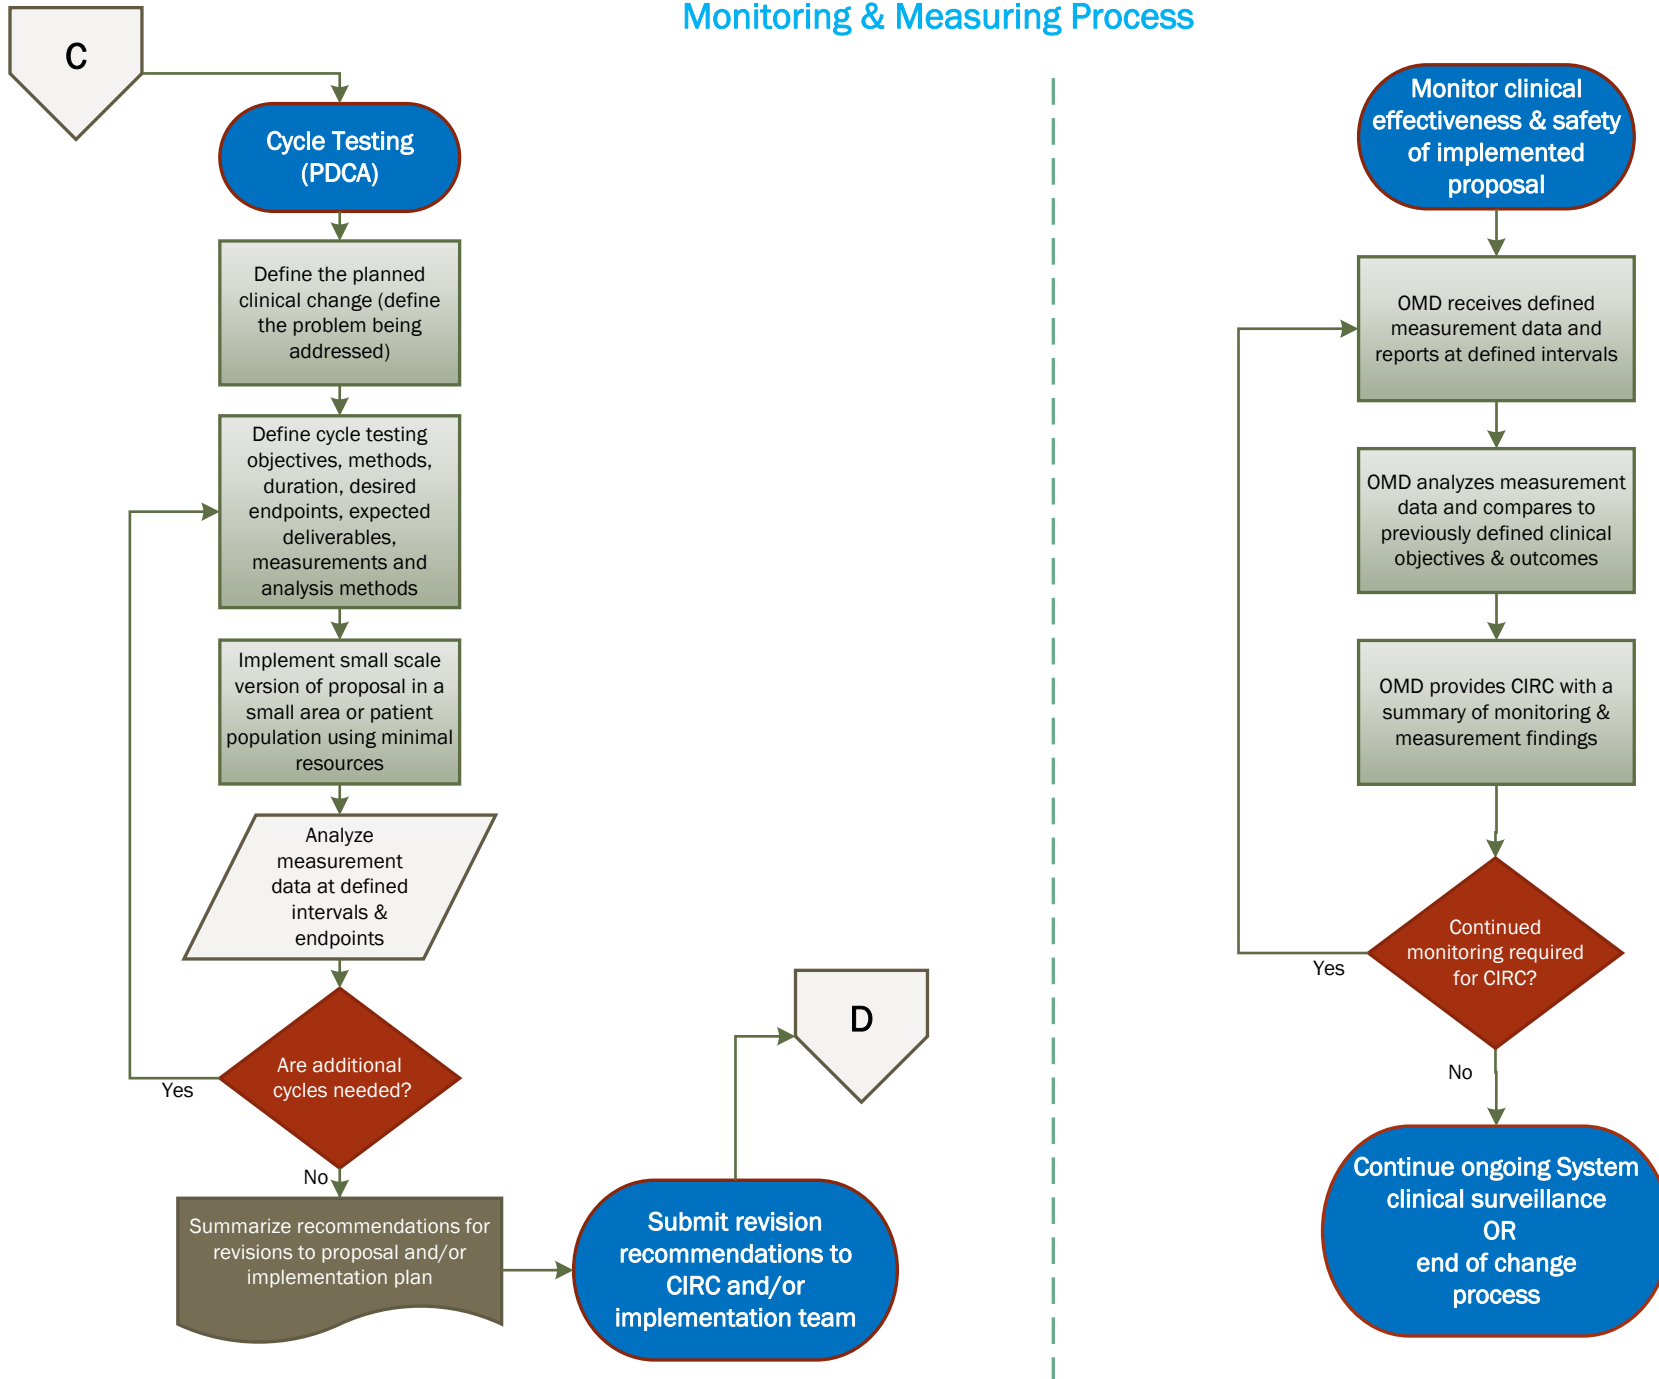 Monitoring & Measuring Process
C
Cycle Testing
(PDCA)
Define the planned
clinical change (define
the problem being
addressed)
Define cycle testing
objectives, methods,
duration, desired
endpoints, expected
deliverables,
measurements and
analysis methods
Implement small scale
version of proposal in a
small area or patient
population using minimal
resources
Analyze
measurement
data at defined
intervals &
endpoints
Are additional
cycles needed?
Yes
No
Summarize recommendations for
revisions to proposal and/or
implementation plan
Submit revision
recommendations to
CIRC and/or
implementation team
D
Monitor clinical
effectiveness & safety
of implemented
proposal
OMD receives defined
measurement data and
reports at defined intervals
OMD analyzes measurement
data and compares to
previously defined clinical
objectives & outcomes
OMD provides CIRC with a
summary of monitoring &
measurement findings
Continued
monitoring required
for CIRC?
Yes
No
Continue ongoing System
clinical surveillance
OR
end of change
process